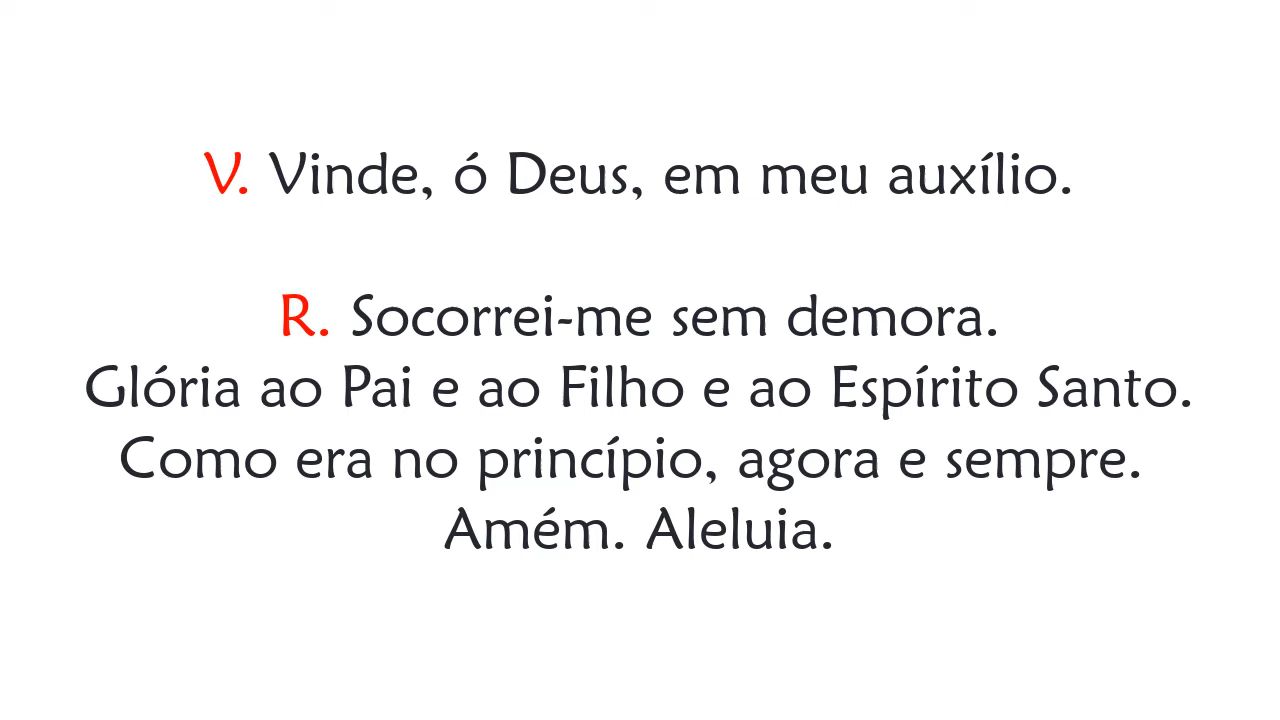 V. Vinde, ó Deus, em meu auxílio.
R. Socorrei-me sem demora.
Glória ao Pai e ao Filho e ao Espírito Santo.
Como era no princípio, agora e sempre.
Amém. Aleluia.